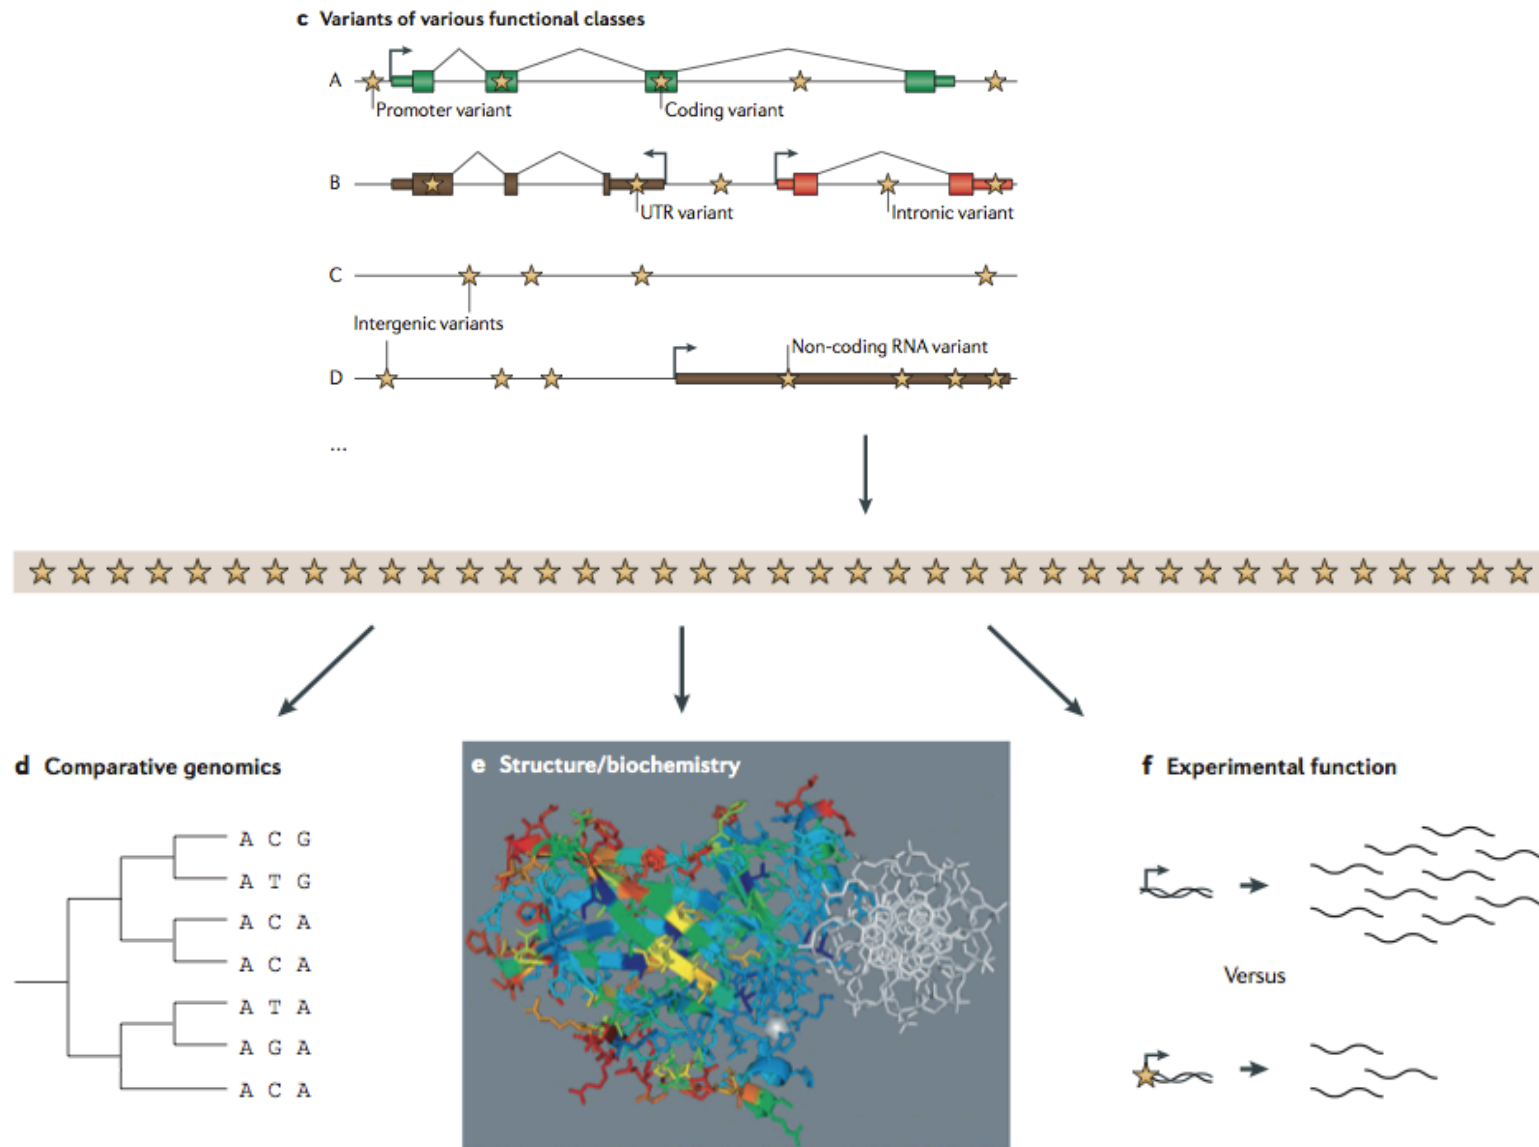 c Variants of various functional classes
A
Promoter variant
Coding variant
B
UTR variant
Intronic variant
C
Intergenic variants
Non-coding RNA variant
D
...
d Comparative genomics
e Structure/biochemistry
f Experimental function
A C G
A T G
A C A
A C A
A T A
A G A
A C A
Versus